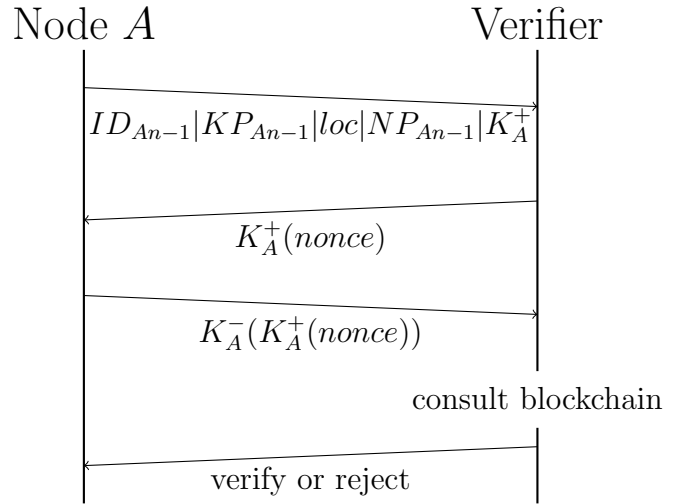 Node A
Verifier
ID_{An−1}|KP_{An−1}|loc|NP_{An−1}|K_A^+
K_A^+(nonce)
K_A^−(K_A^+(nonce))
consult blockchain
verify or reject